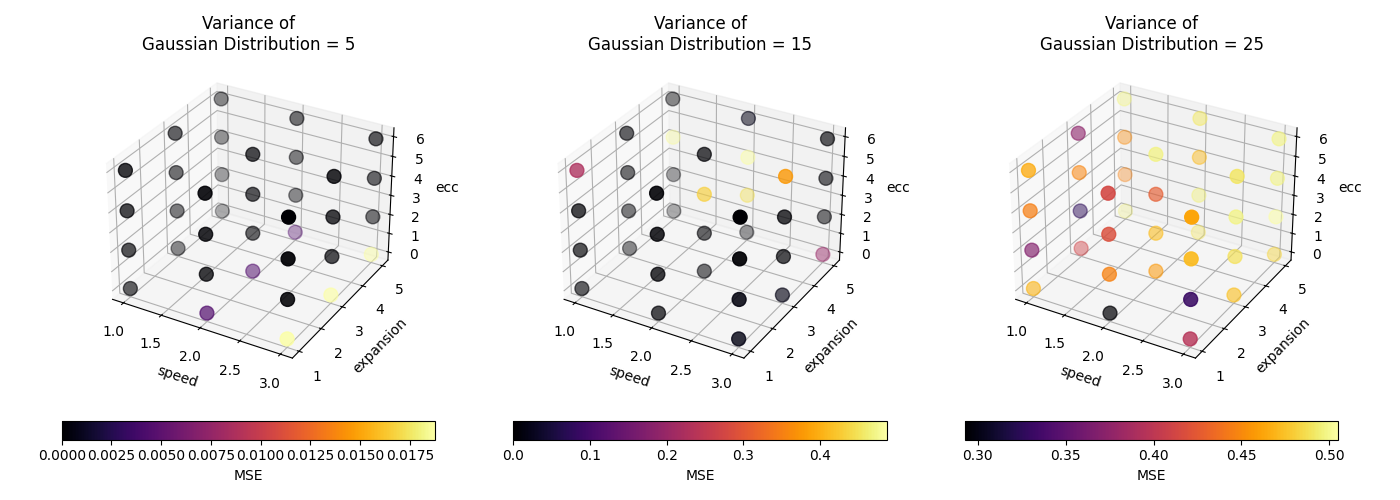 Variance of
Gaussian Distribution = 5
6
5
4
3
2
1
0
ecc
1.0
1.5
2.0
2.5
3.0
speed
1
2
3
4
5
expansion
0.0000 0.0025 0.0050 0.0075 0.0100 0.0125 0.0150 0.0175
MSE
Variance of
Gaussian Distribution = 15
6
5
4
3
2
1
0
ecc
1.0
1.5
2.0
2.5
3.0
speed
1
2
3
4
5
expansion
0.0 0.1 0.2 0.3 0.4
MSE
Variance of
Gaussian Distribution = 25
6
5
4
3
2
1
0
ecc
1.0
1.5
2.0
2.5
3.0
speed
1
2
3
4
5
expansion
0.30 0.35 0.40 0.45 0.50
MSE